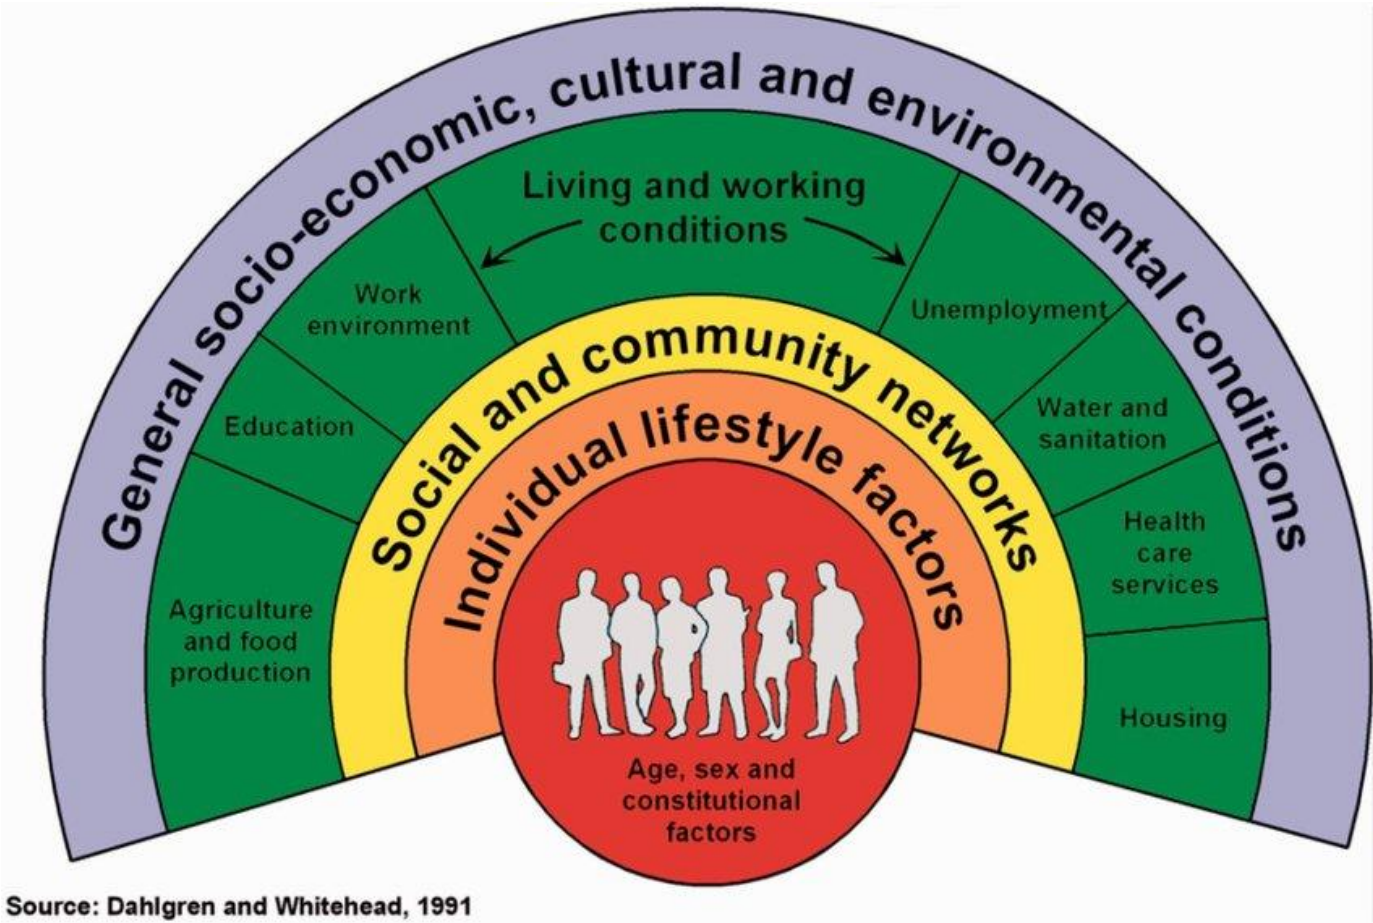 General socio-economic, cultural and environmental conditions
Living and working
conditions
Work
environment
Unemployment
Education
Water and
sanitation
Agriculture
and food
production
Health
care
services
Housing
Social and community networks
Individual lifestyle factors
Age, sex and
constitutional
factors
Source: Dahlgren and Whitehead, 1991